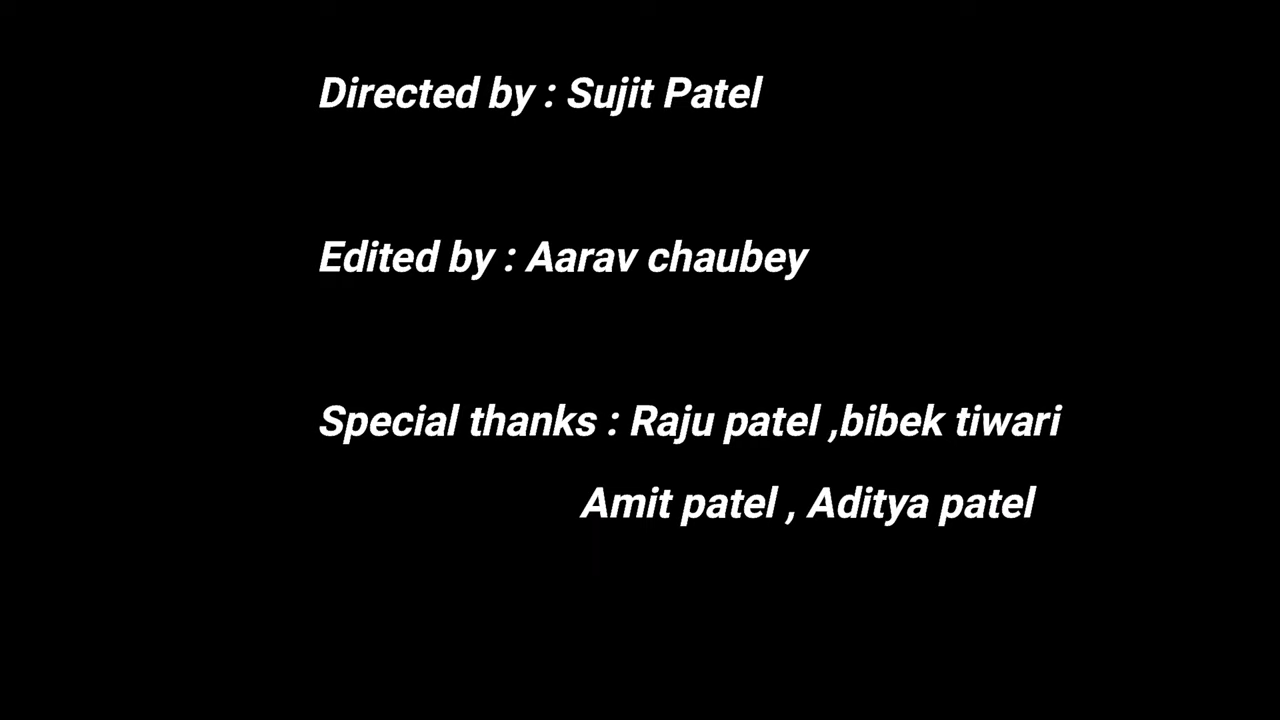 Directed by : Sujit Patel
Edited by : Aarav chaubey
Special thanks : Raju patel ,bibek tiwari
Amit patel , Aditya patel